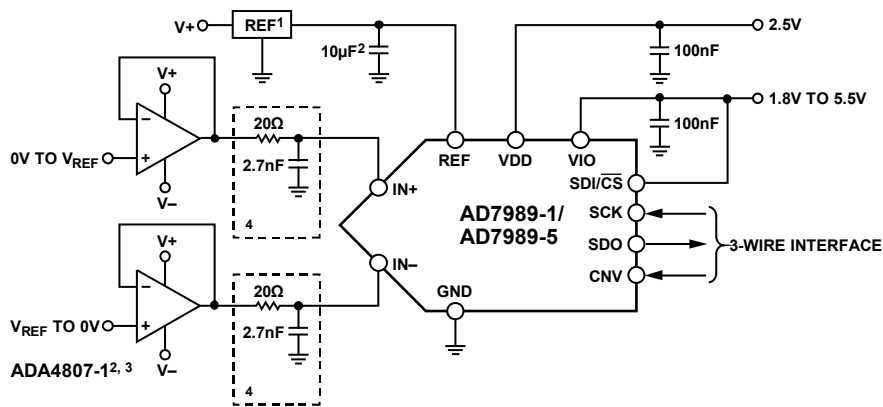 V+
REF¹
10µF²
2.5V
100nF
1.8V TO 5.5V
100nF
V+
–
+
0V TO VREF
V–
20Ω
2.7nF
4
REF
VDD
VIO
IN+
SDI/CS
AD7989-1/
AD7989-5
SCK
SDO
CNV
3-WIRE INTERFACE
IN–
GND
V+
–
+
VREF TO 0V
V–
20Ω
2.7nF
4
ADA4807-1²,³